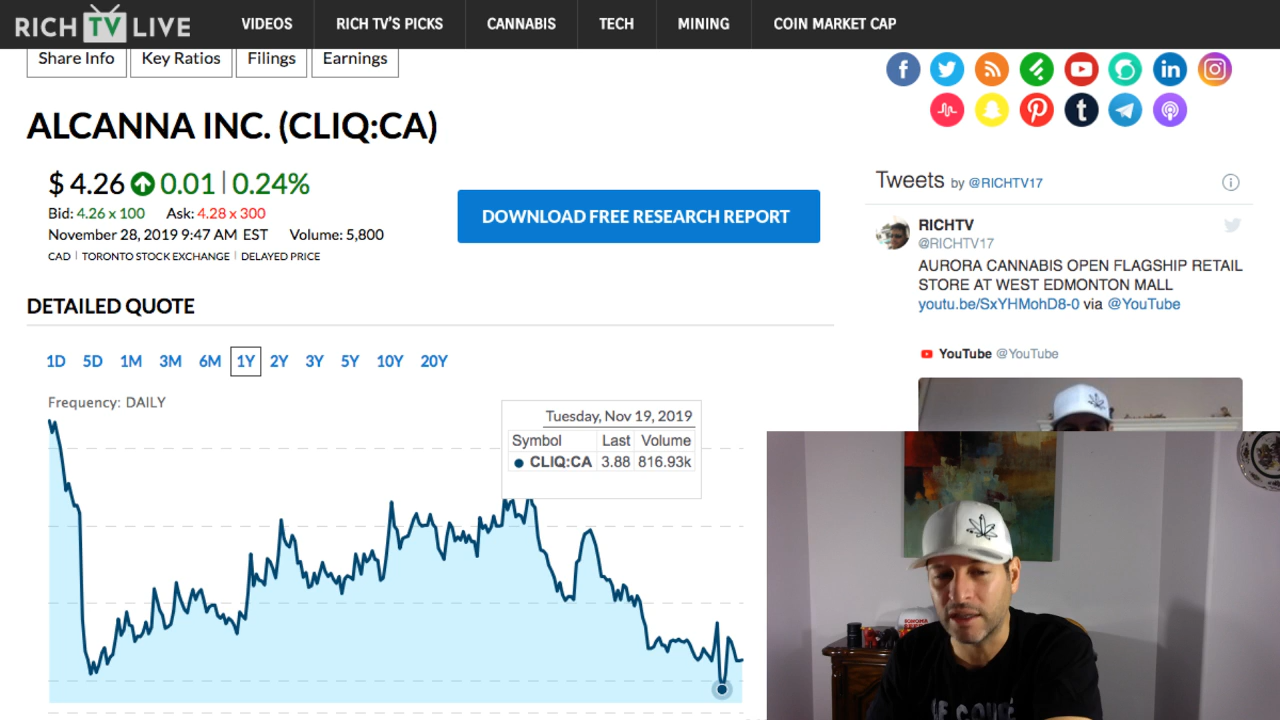 RICH TV LIVE
VIDEOS
RICH TV'S PICKS
CANNABIS
TECH
MINING
COIN MARKET CAP
Share Info
Key Ratios
Filings
Earnings
ALCANNA INC. (CLIQ:CA)
$ 4.26 0.01 | 0.24%
Bid: 4.26 x 100 Ask: 4.28 x 300
November 28, 2019 9:47 AM EST Volume: 5,800
CAD | TORONTO STOCK EXCHANGE | DELAYED PRICE
DOWNLOAD FREE RESEARCH REPORT
DETAILED QUOTE
1D 5D 1M 3M 6M 1Y 2Y 3Y 5Y 10Y 20Y
Frequency: DAILY
Tuesday, Nov 19, 2019
Symbol Last Volume
CLIQ:CA 3.88 816.93k
Tweets by @RICHTV17
RICHTV
@RICHTV17
AURORA CANNABIS OPEN FLAGSHIP RETAIL
STORE AT WEST EDMONTON MALL
youtu.be/SxYHMohD8-0 via @YouTube
YouTube @YouTube